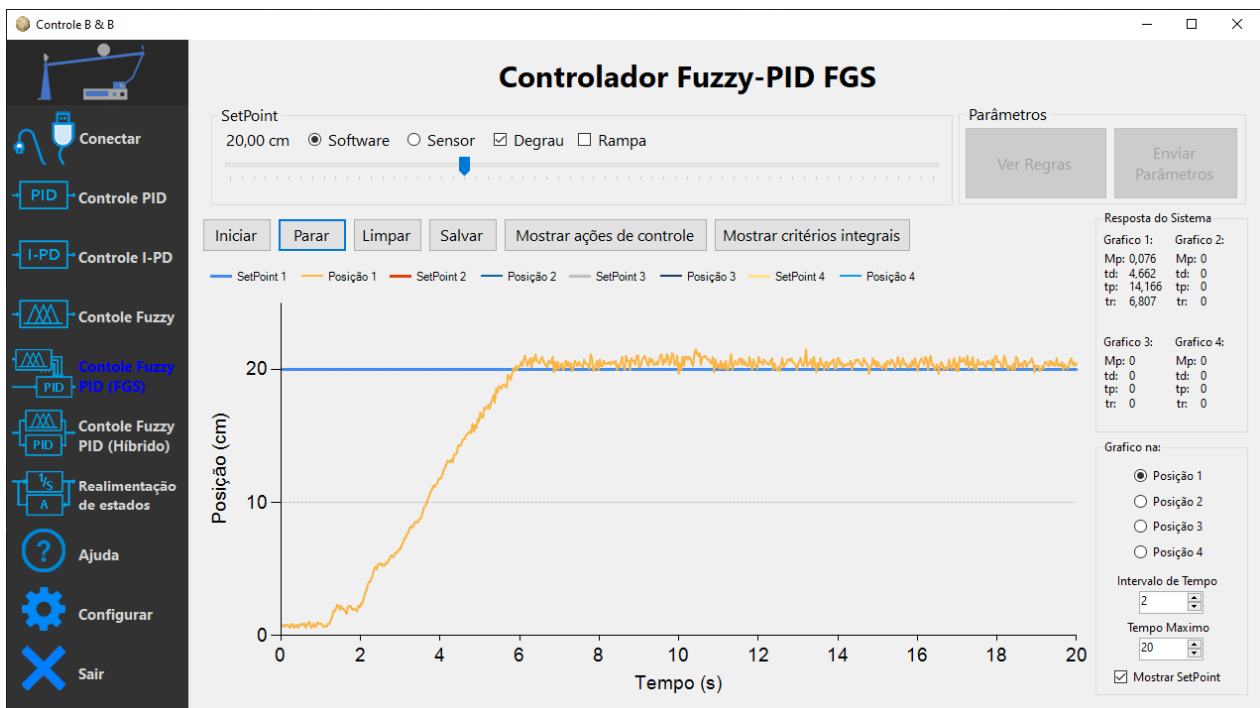 Controle B & B
Conectar
PID
Controle PID
I-PD
Controle I-PD
Contole Fuzzy
PID
Contole Fuzzy
PID (FGS)
PID
Contole Fuzzy
PID (Híbrido)
1/S
A
Realimentação
de estados
?
Ajuda
Configurar
Sair
Controlador Fuzzy-PID FGS
SetPoint
20,00 cm Software Sensor Degrau Rampa
Parâmetros
Ver Regras
Enviar
Parâmetros
Iniciar Parar Limpar Salvar Mostrar ações de controle Mostrar critérios integrais
SetPoint 1 Posição 1 SetPoint 2 Posição 2 SetPoint 3 Posição 3 SetPoint 4 Posição 4
Posição (cm)
20
10
0
0 2 4 6 8 10 12 14 16 18 20
Tempo (s)
Resposta do Sistema
Grafico 1: Grafico 2:
Mp: 0,076 Mp: 0
td: 4,662 td: 0
tp: 14,166 tp: 0
tr: 6,807 tr: 0
Grafico 3: Grafico 4:
Mp: 0 Mp: 0
td: 0 td: 0
tp: 0 tp: 0
tr: 0 tr: 0
Grafico na:
Posição 1
Posição 2
Posição 3
Posição 4
Intervalo de Tempo
2
Tempo Maximo
20
Mostrar SetPoint